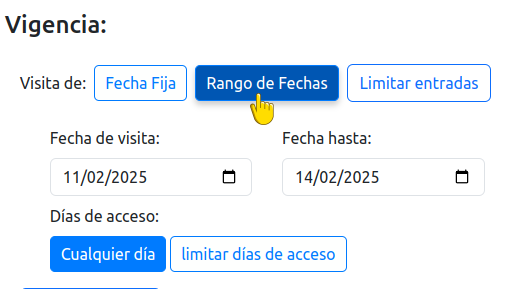 Vigencia:
Visita de: Fecha Fija Rango de Fechas Limitar entradas
Fecha de visita: Fecha hasta:
11/02/2025 14/02/2025
Días de acceso:
Cualquier día limitar días de acceso